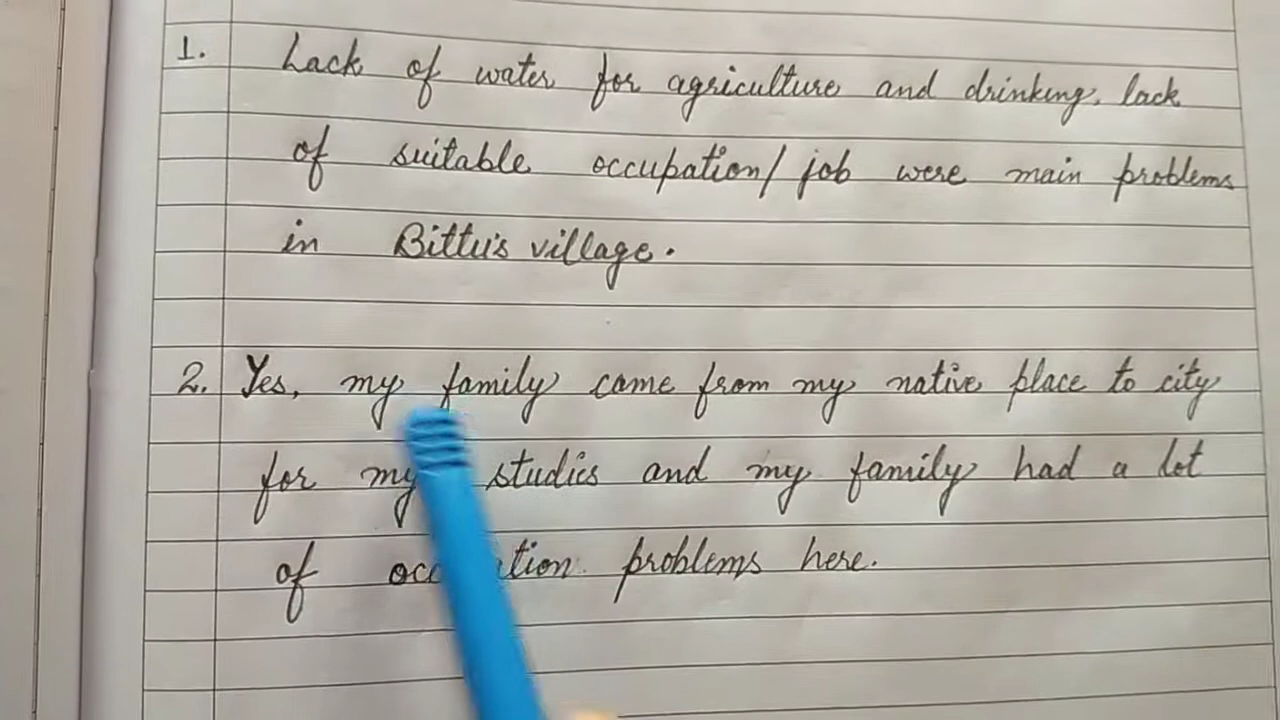 1. Lack of water for agriculture and drinking, lack
of suitable occupation/ job were main problems
in Bittu's village.
2. Yes, my family came from my native place to city
for my studies and my family had a lot
of problems here.